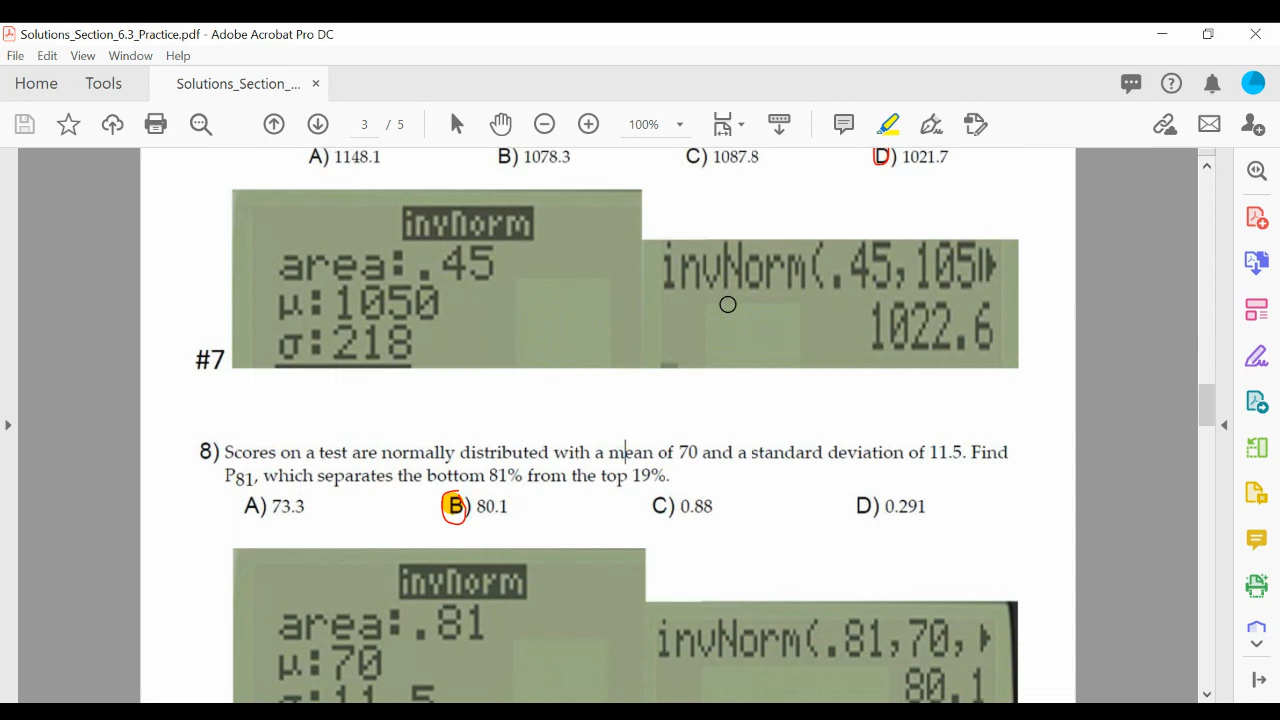 Solutions_Section_6.3_Practice.pdf - Adobe Acrobat Pro DC
File Edit View Window Help
Home Tools Solutions_Section_... ×
3 / 5 100%
A) 1148.1 B) 1078.3 C) 1087.8 D) 1021.7
invNorm
area:.45
μ:1050
σ:218
invNorm(.45,105
1022.6
#7
8) Scores on a test are normally distributed with a mean of 70 and a standard deviation of 11.5. Find
P81, which separates the bottom 81% from the top 19%.
A) 73.3 B) 80.1 C) 0.88 D) 0.291
invNorm
area:.81
μ:70
σ:11.5
invNorm(.81,70,
80.1